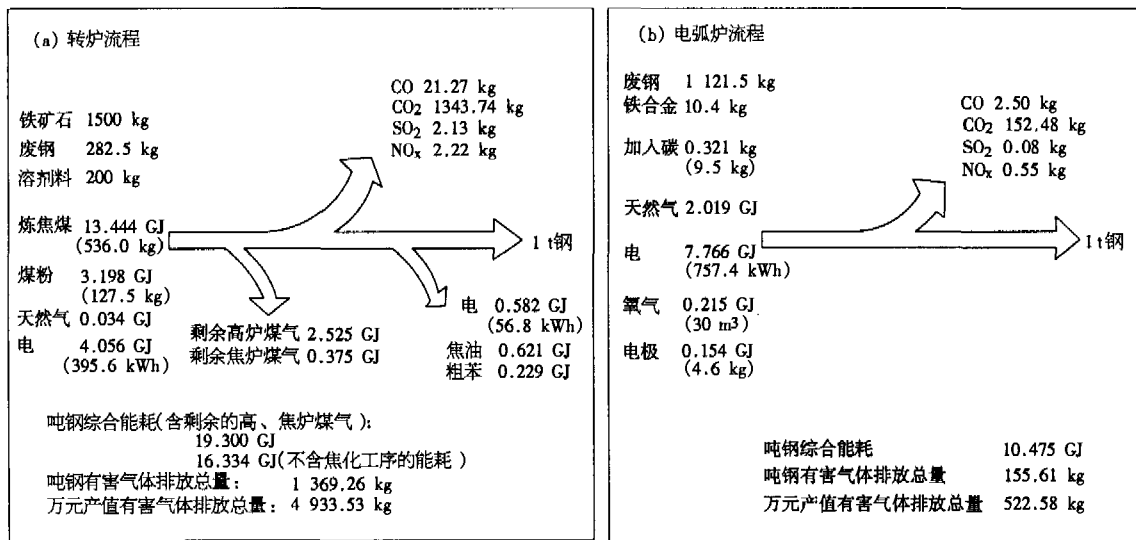 (a) 转炉流程
CO 21.27 kg
CO2 1343.74 kg
SO2 2.13 kg
NOx 2.22 kg
铁矿石 1500 kg
废钢 282.5 kg
溶剂料 200 kg
炼焦煤 13.444 GJ
(536.0 kg)
煤粉 3.198 GJ
(127.5 kg)
天然气 0.034 GJ
电 4.056 GJ
(395.6 kWh)
1 t钢
剩余高炉煤气 2.525 GJ
剩余焦炉煤气 0.375 GJ
电 0.582 GJ
(56.8 kWh)
焦油 0.621 GJ
粗苯 0.229 GJ
吨钢综合能耗(含剩余的高、焦炉煤气):
19.300 GJ
16.334 GJ(不含焦化工序的能耗)
吨钢有害气体排放总量: 1 369.26 kg
万元产值有害气体排放总量: 4 933.53 kg
(b) 电弧炉流程
废钢 1 121.5 kg
铁合金 10.4 kg
加入碳 0.321 kg
(9.5 kg)
天然气 2.019 GJ
电 7.766 GJ
(757.4 kWh)
氧气 0.215 GJ
(30 m3)
电极 0.154 GJ
(4.6 kg)
CO 2.50 kg
CO2 152.48 kg
SO2 0.08 kg
NOx 0.55 kg
1t钢
吨钢综合能耗 10.475 GJ
吨钢有害气体排放总量 155.61 kg
万元产值有害气体排放总量 522.58 kg